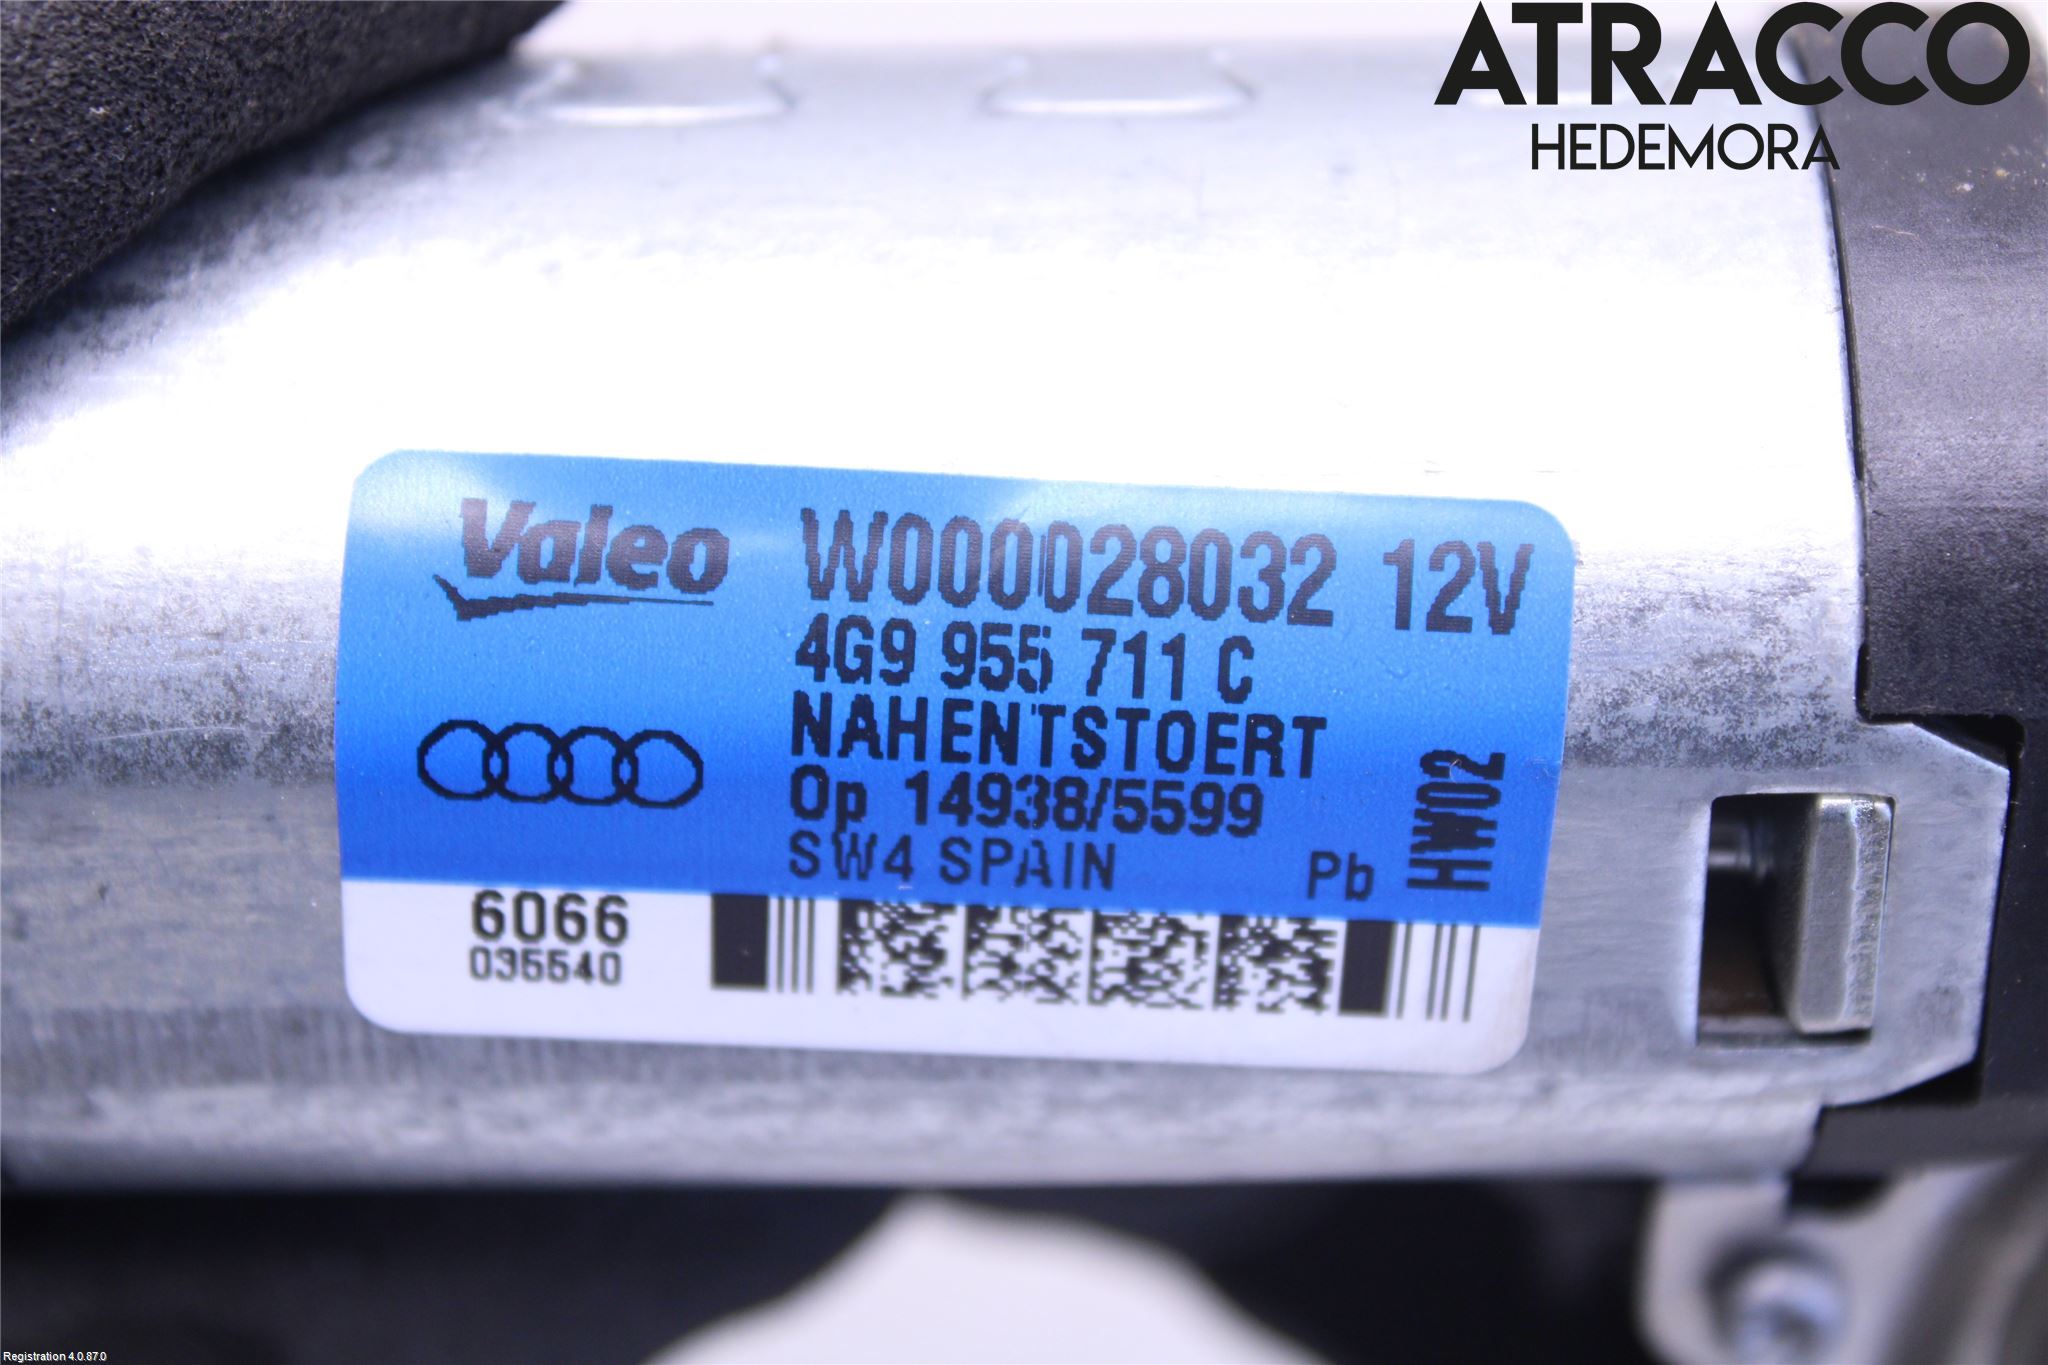 ATRACCO
HEDEMORA
Valeo W000028032 12V
4G9 955 711 C
NAHENTSTOERT
Op 14938/5599
SW4 SPAIN Pb
HW02
6066
035540
Registration 4.0.87.0